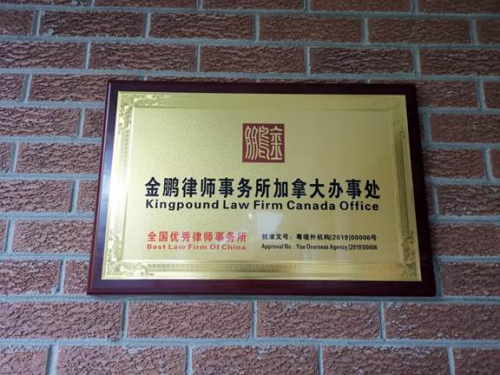 金鹏
金鹏律师事务所加拿大办事处
Kingpound Law Firm Canada Office
全国优秀律师事务所
Best Law Firm Of China
批准文号：粤境外机构[2019]00006号
Approval No.: Yue Overseas Agency [2019]00006